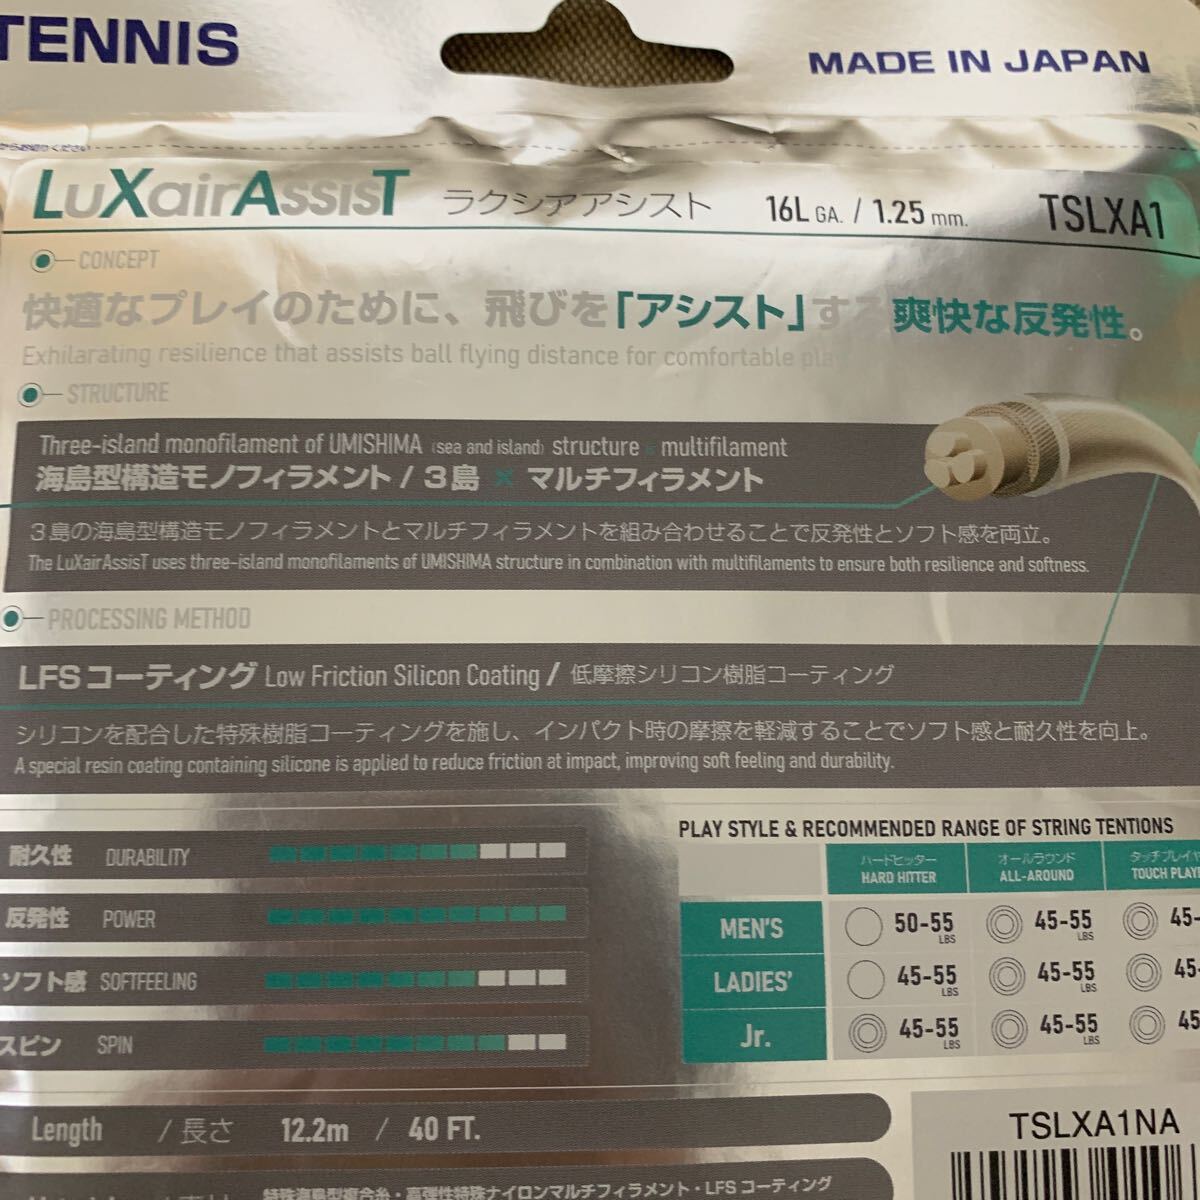 TENNIS
MADE IN JAPAN
からお切りください
LuXairAssisT ラクシアアシスト 16L GA. / 1.25 mm. TSLXA1
CONCEPT
快適なプレイのために、飛びを「アシスト」する爽快な反発性。
Exhilarating resilience that assists ball flying distance for comfortable play
STRUCTURE
Three-island monofilament of UMISHIMA (sea and island) structure × multifilament
海島型構造モノフィラメント / 3島 × マルチフィラメント
3島の海島型構造モノフィラメントとマルチフィラメントを組み合わせることで反発性とソフト感を両立。
The LuXairAssisT uses three-island monofilaments of UMISHIMA structure in combination with multifilaments to ensure both resilience and softness.
PROCESSING METHOD
LFSコーティング Low Friction Silicon Coating / 低摩擦シリコン樹脂コーティング
シリコンを配合した特殊樹脂コーティングを施し、インパクト時の摩擦を軽減することでソフト感と耐久性を向上。
A special resin coating containing silicone is applied to reduce friction at impact, improving soft feeling and durability.
耐久性 DURABILITY
反発性 POWER
ソフト感 SOFTFEELING
スピン SPIN
PLAY STYLE & RECOMMENDED RANGE OF STRING TENTIONS
ハードヒッター オールラウンド タッチプレイヤ
HARD HITTER ALL-AROUND TOUCH PLAY
MEN'S 50-55 LBS 45-55 LBS 45-
LADIES' 45-55 LBS 45-55 LBS 45-
Jr. 45-55 LBS 45-55 LBS 45
Length / 長さ 12.2m / 40 FT.
TSLXA1NA
特殊海島型複合糸・高弾性特殊ナイロンマルチフィラメント・LFSコーティング